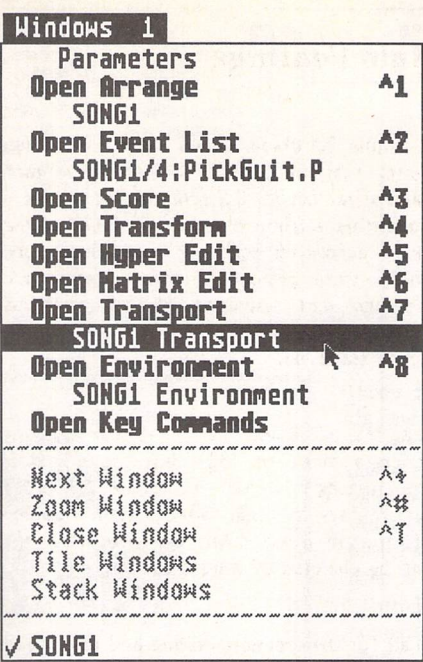 Windows 1
Parameters
Open Arrange ^1
SONG1
Open Event List ^2
SONG1/4:PickGuit.P
Open Score ^3
Open Transform ^4
Open Hyper Edit ^5
Open Matrix Edit ^6
Open Transport ^7
SONG1 Transport
Open Environment ^8
SONG1 Environment
Open Key Commands
Next Window ^+
Zoom Window ^#
Close Window ^T
Tile Windows
Stack Windows
✓ SONG1